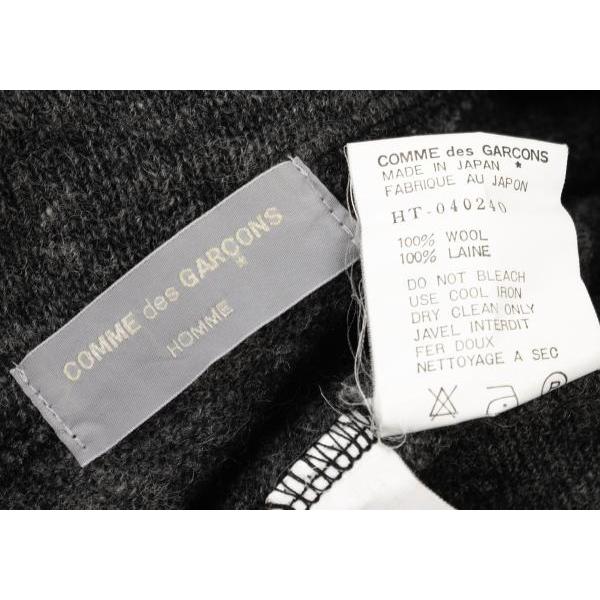 COMME des GARCONS
*
HOMME
COMME des GARCONS
MADE IN JAPAN *
FABRIQUE AU JAPON
HT-040240
100% WOOL
100% LAINE
DO NOT BLEACH
USE COOL IRON
DRY CLEAN ONLY
JAVEL INTERDIT
FER DOUX
NETTOYAGE A SEC